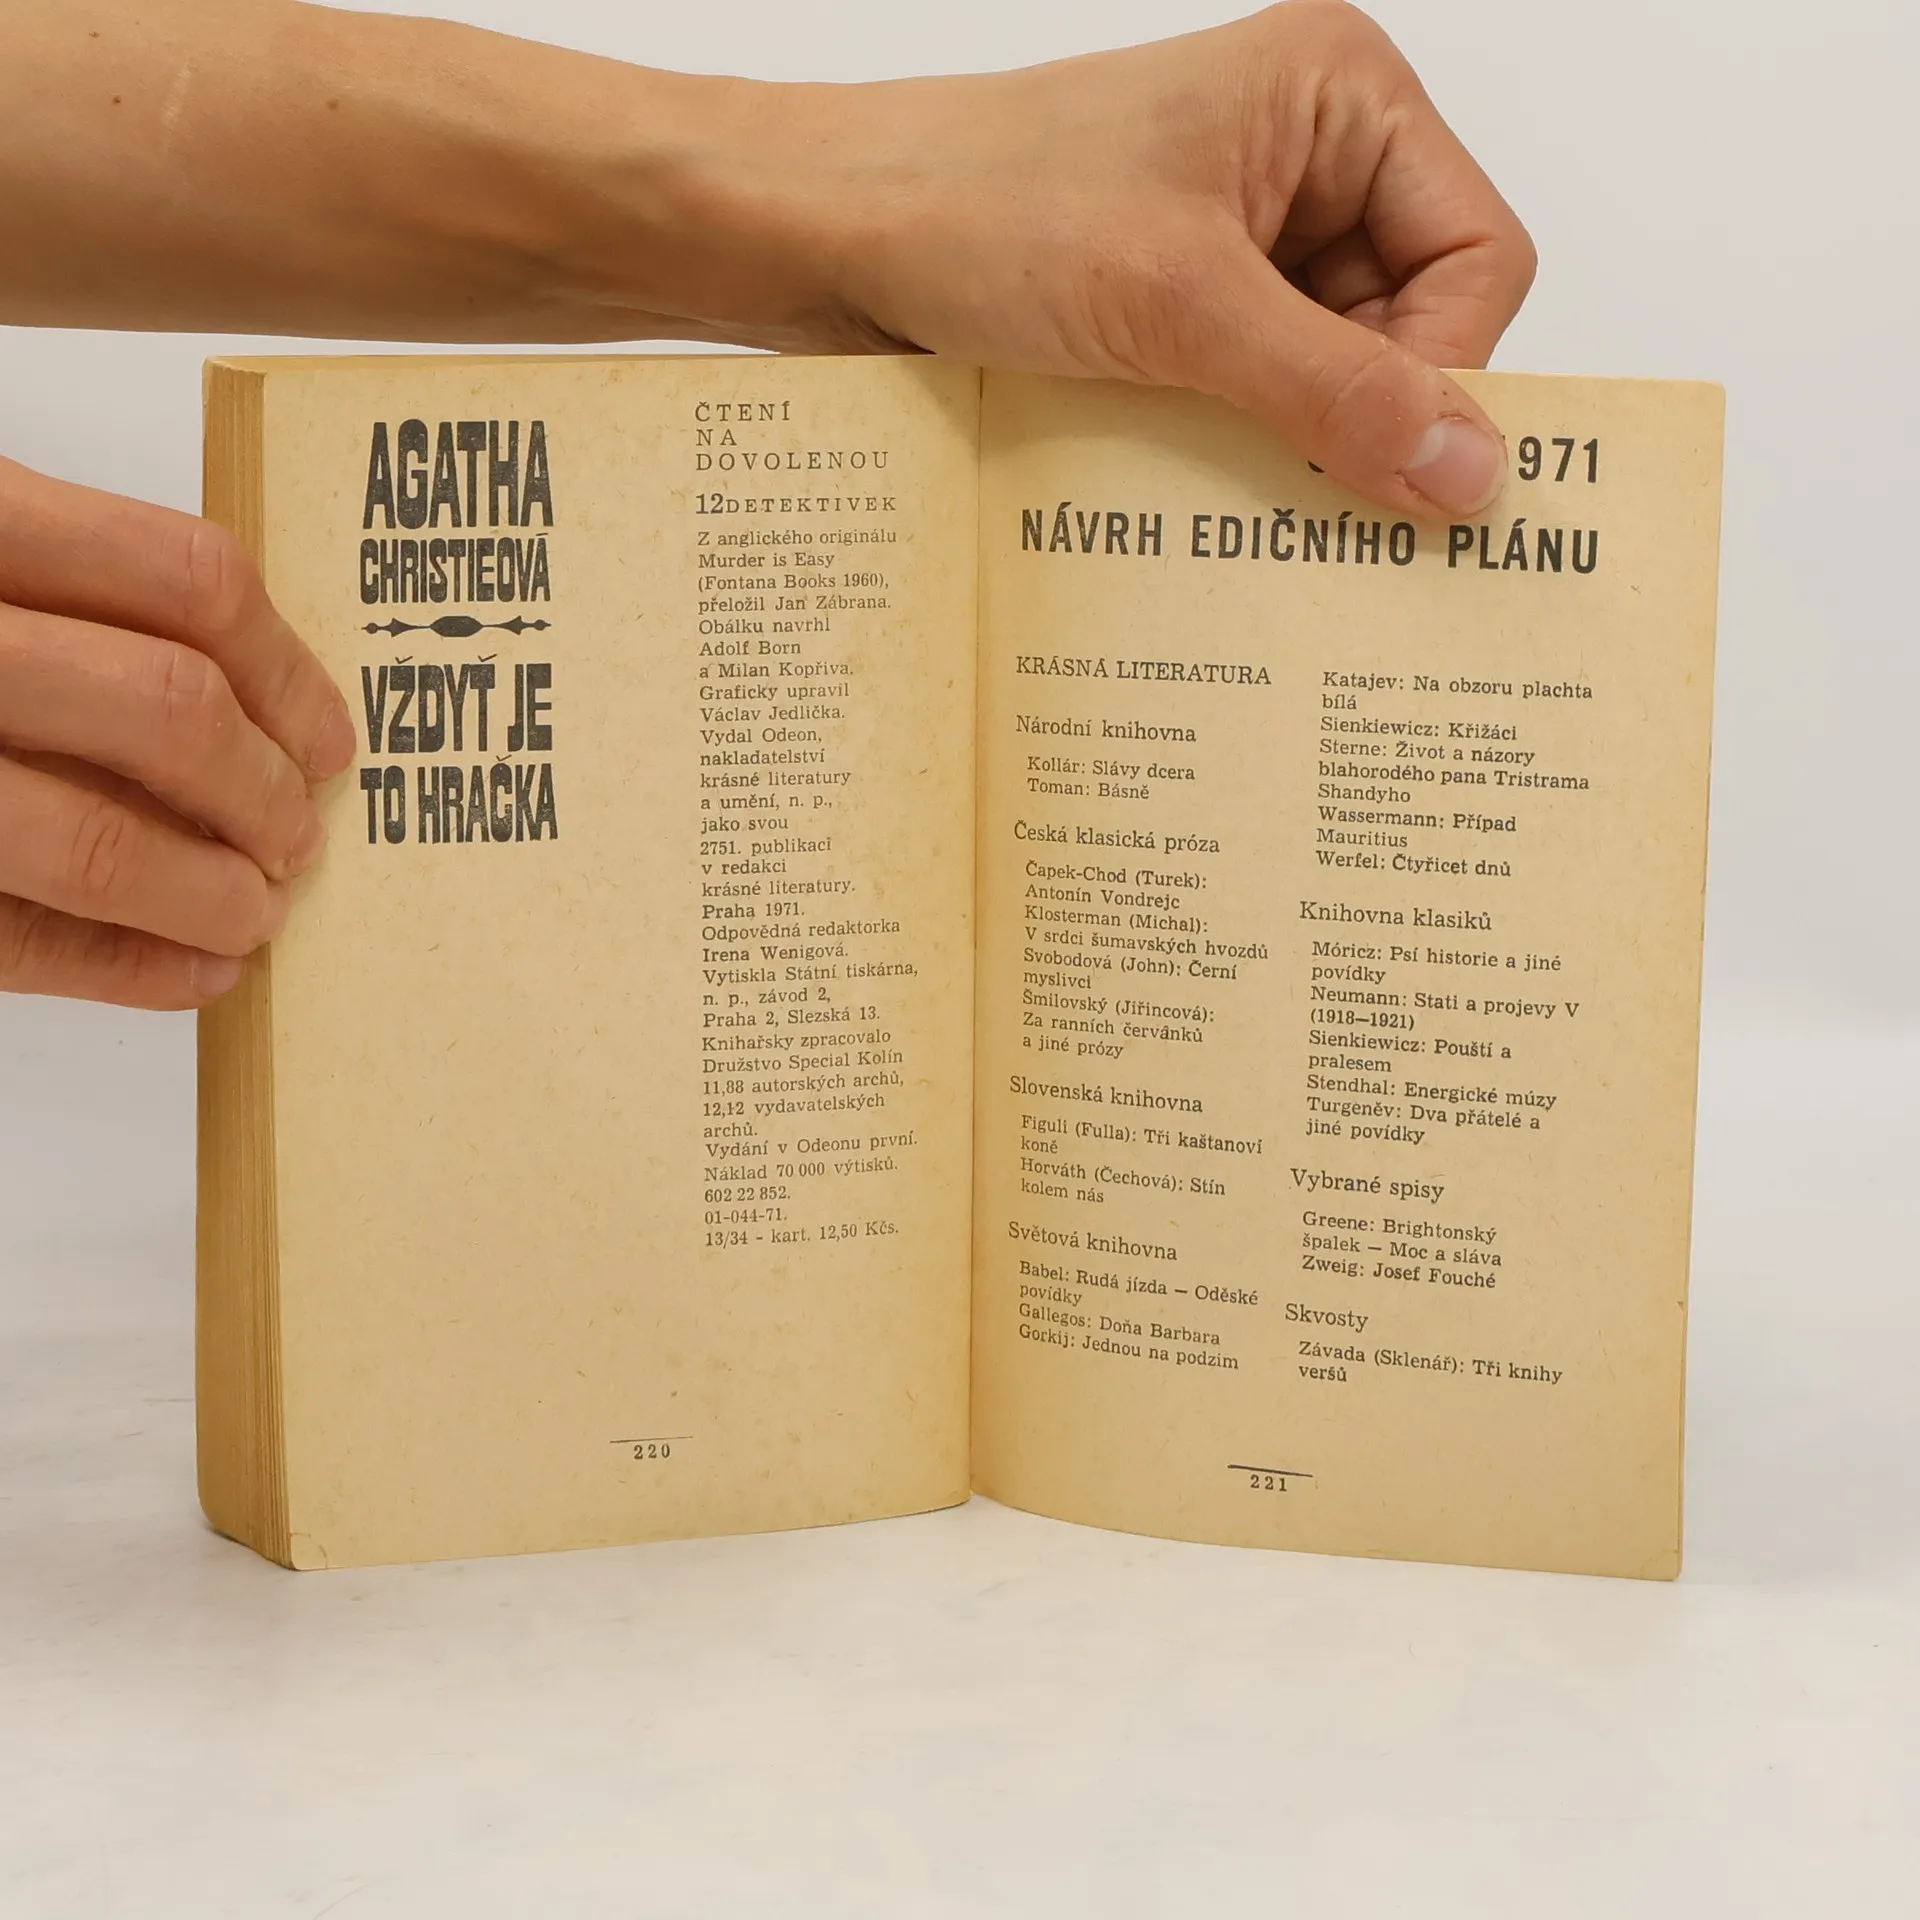 AGATHA
CHRISTIEOVÁ
VŽDYŤ JE
TO HRAČKA
ČTENÍ
NA
DOVOLENOU
12 DETEKTIVEK
Z anglického originálu
Murder is Easy
(Fontana Books 1960),
přeložil Jan Zábrana.
Obálku navrhl
Adolf Born
a Milan Kopřiva.
Graficky upravil
Václav Jedlička.
Vydal Odeon,
nakladatelství
krásné literatury
a umění, n. p.,
jako svou
2751. publikaci
v redakci
krásné literatury.
Praha 1971.
Odpovědná redaktorka
Irena Wenigová.
Vytiskla Státní tiskárna,
n. p., závod 2,
Praha 2, Slezská 13.
Knihařsky zpracovalo
Družstvo Special Kolín
11,88 autorských archů,
12,12 vydavatelských
archů.
Vydání v Odeonu první.
Náklad 70 000 výtisků.
602 22 852.
01-044-71.
13/34 - kart. 12,50 Kčs.
220
971
NÁVRH EDIČNÍHO PLÁNU
KRÁSNÁ LITERATURA
Národní knihovna
Kollár: Slávy dcera
Toman: Básně
Česká klasická próza
Čapek-Chod (Turek):
Antonín Vondrejc
Klosterman (Michal):
V srdci šumavských hvozdů
Svobodová (John): Černí
myslivci
Šmilovský (Jiřincová):
Za ranních červánků
a jiné prózy
Slovenská knihovna
Figuli (Fulla): Tři kaštanoví
koně
Horváth (Čechová): Stín
kolem nás
Světová knihovna
Babel: Rudá jízda — Oděské
povídky
Gallegos: Doňa Barbara
Gorkij: Jednou na podzim
Katajev: Na obzoru plachta
bílá
Sienkiewicz: Křižáci
Sterne: Život a názory
blahorodého pana Tristrama
Shandyho
Wassermann: Případ
Mauritius
Werfel: Čtyřicet dnů
Knihovna klasiků
Móricz: Psí historie a jiné
povídky
Neumann: Stati a projevy V
(1918—1921)
Sienkiewicz: Pouští a
pralesem
Stendhal: Energické múzy
Turgeněv: Dva přátelé a
jiné povídky
Vybrané spisy
Greene: Brightonský
špalek — Moc a sláva
Zweig: Josef Fouché
Skvosty
Závada (Sklenář): Tři knihy
veršů
221